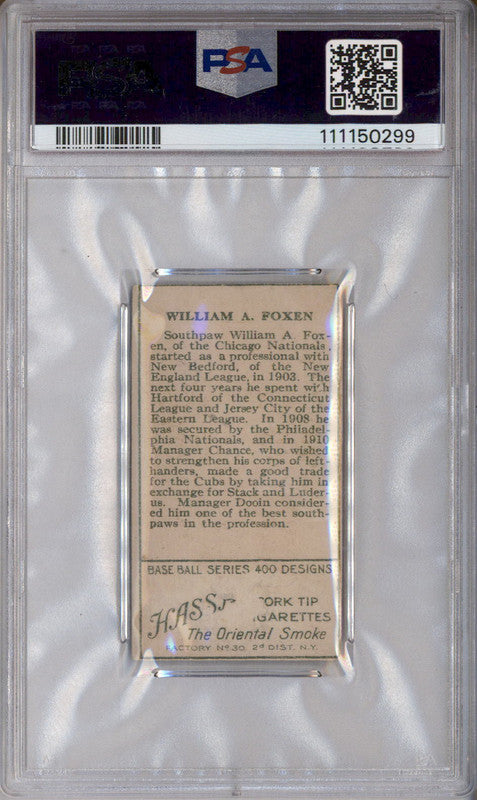 PSA
111150299
WILLIAM A. FOXEN
Southpaw William A. Fox-
en, of the Chicago Nationals,
started as a professional with
New Bedford, of the New
England League, in 1903. The
next four years he spent with
Hartford of the Connecticut
League and Jersey City of the
Eastern League. In 1908 he
was secured by the Philadel-
phia Nationals, and in 1910
Manager Chance, who wished
to strengthen his corps of left-
handers, made a good trade
for the Cubs by taking him in
exchange for Stack and Luder-
us. Manager Dooin consider-
ed him one of the best south-
paws in the profession.
BASE BALL SERIES 400 DESIGNS
HASS ORK TIP
GARETTES
The Oriental Smoke
FACTORY Nº 30. 2d DIST. N.Y.